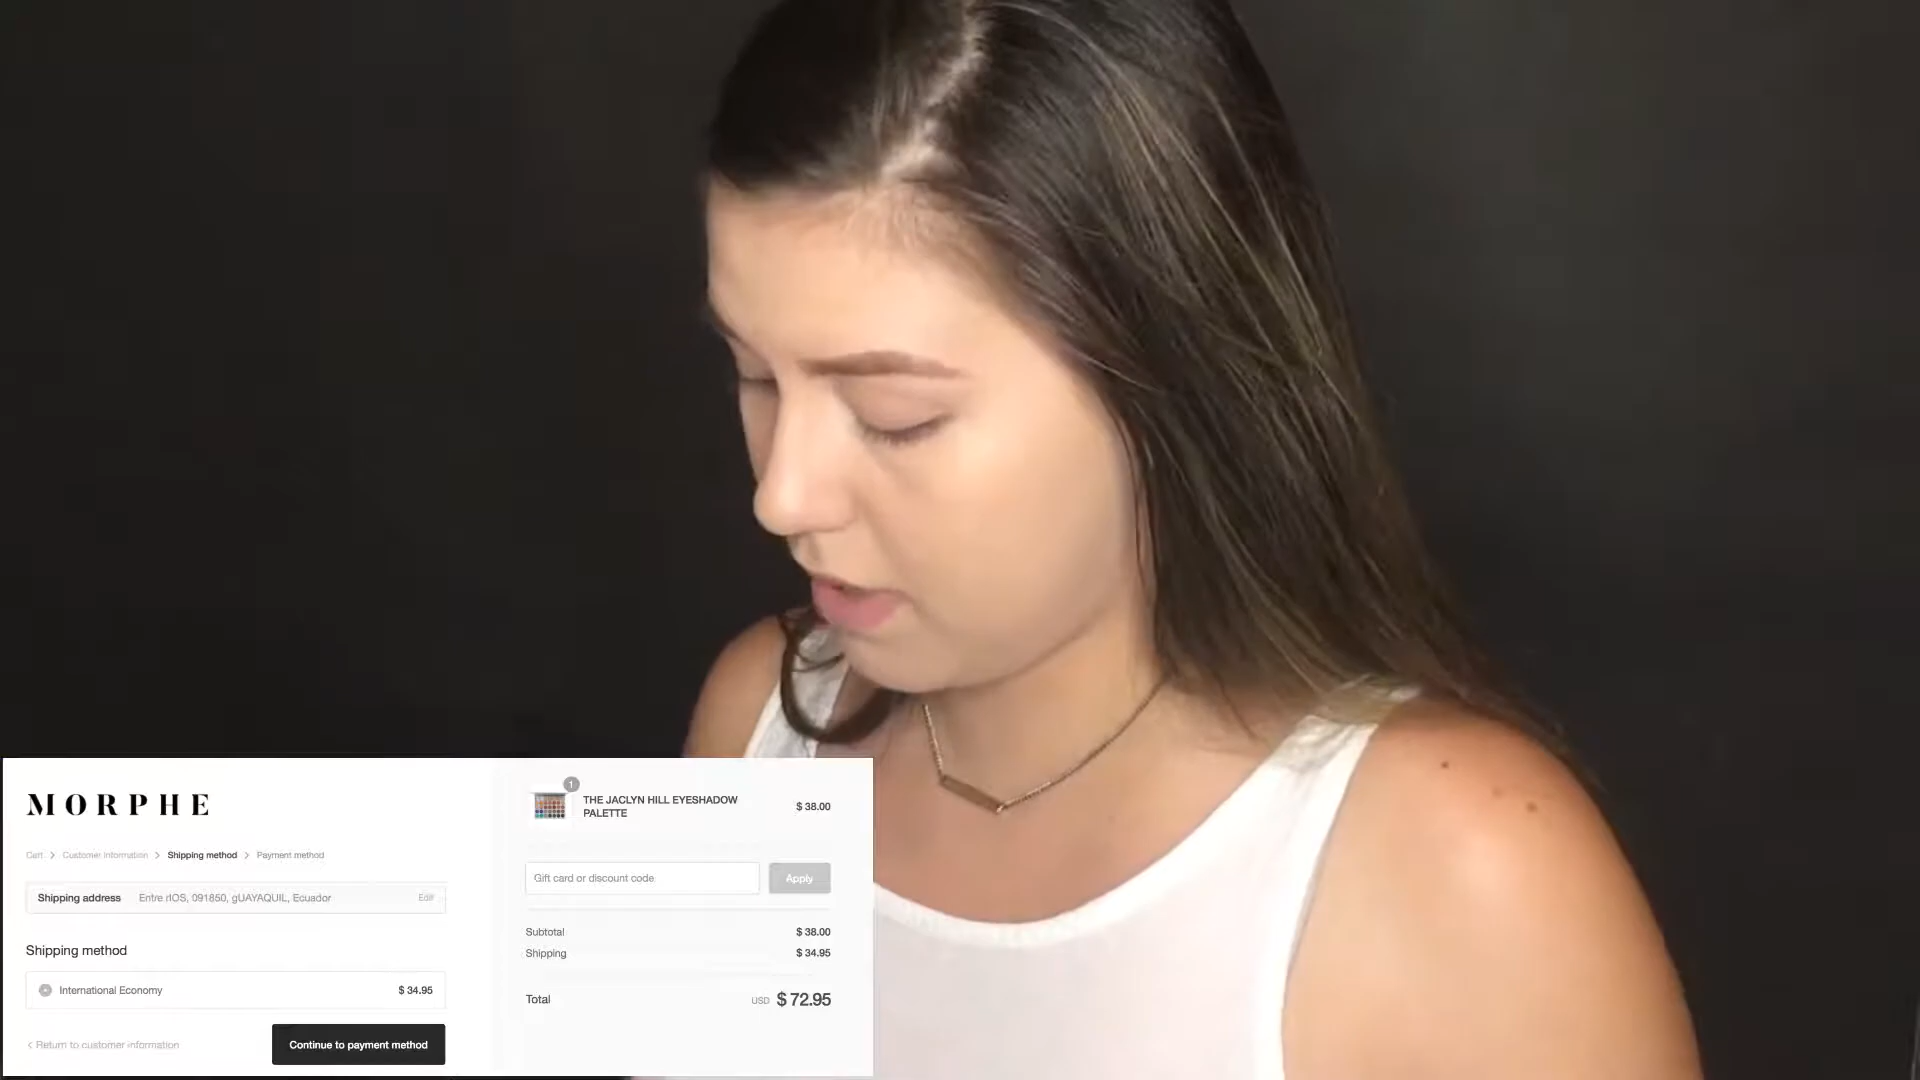 MORPHE
Cart > Customer information > Shipping method > Payment method
Shipping address Entre rIOS, 091850, gUAYAQUIL, Ecuador Edit
Shipping method
International Economy $ 34.95
< Return to customer information Continue to payment method
1
THE JACLYN HILL EYESHADOW
PALETTE
$ 38.00
Gift card or discount code Apply
Subtotal $ 38.00
Shipping $ 34.95
Total USD $ 72.95